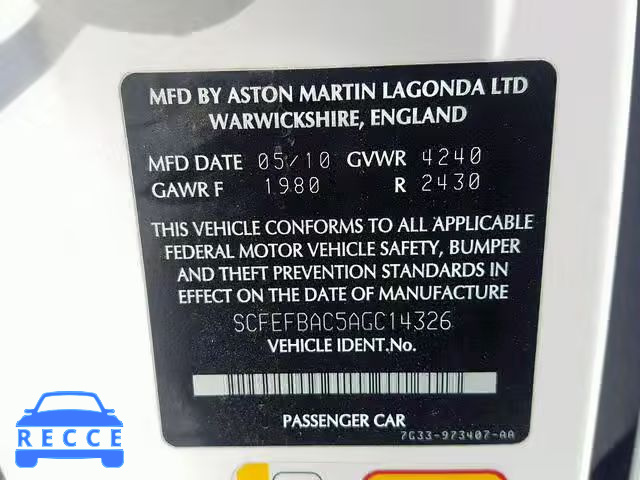 MFD BY ASTON MARTIN LAGONDA LTD
WARWICKSHIRE, ENGLAND
MFD DATE 05/10 GVWR 4240
GAWR F 1980 R 2430
THIS VEHICLE CONFORMS TO ALL APPLICABLE
FEDERAL MOTOR VEHICLE SAFETY, BUMPER
AND THEFT PREVENTION STANDARDS IN
EFFECT ON THE DATE OF MANUFACTURE
SCFEFBAC5AGC14326
VEHICLE IDENT.No.
PASSENGER CAR
7G33-973407-AA
RECCE